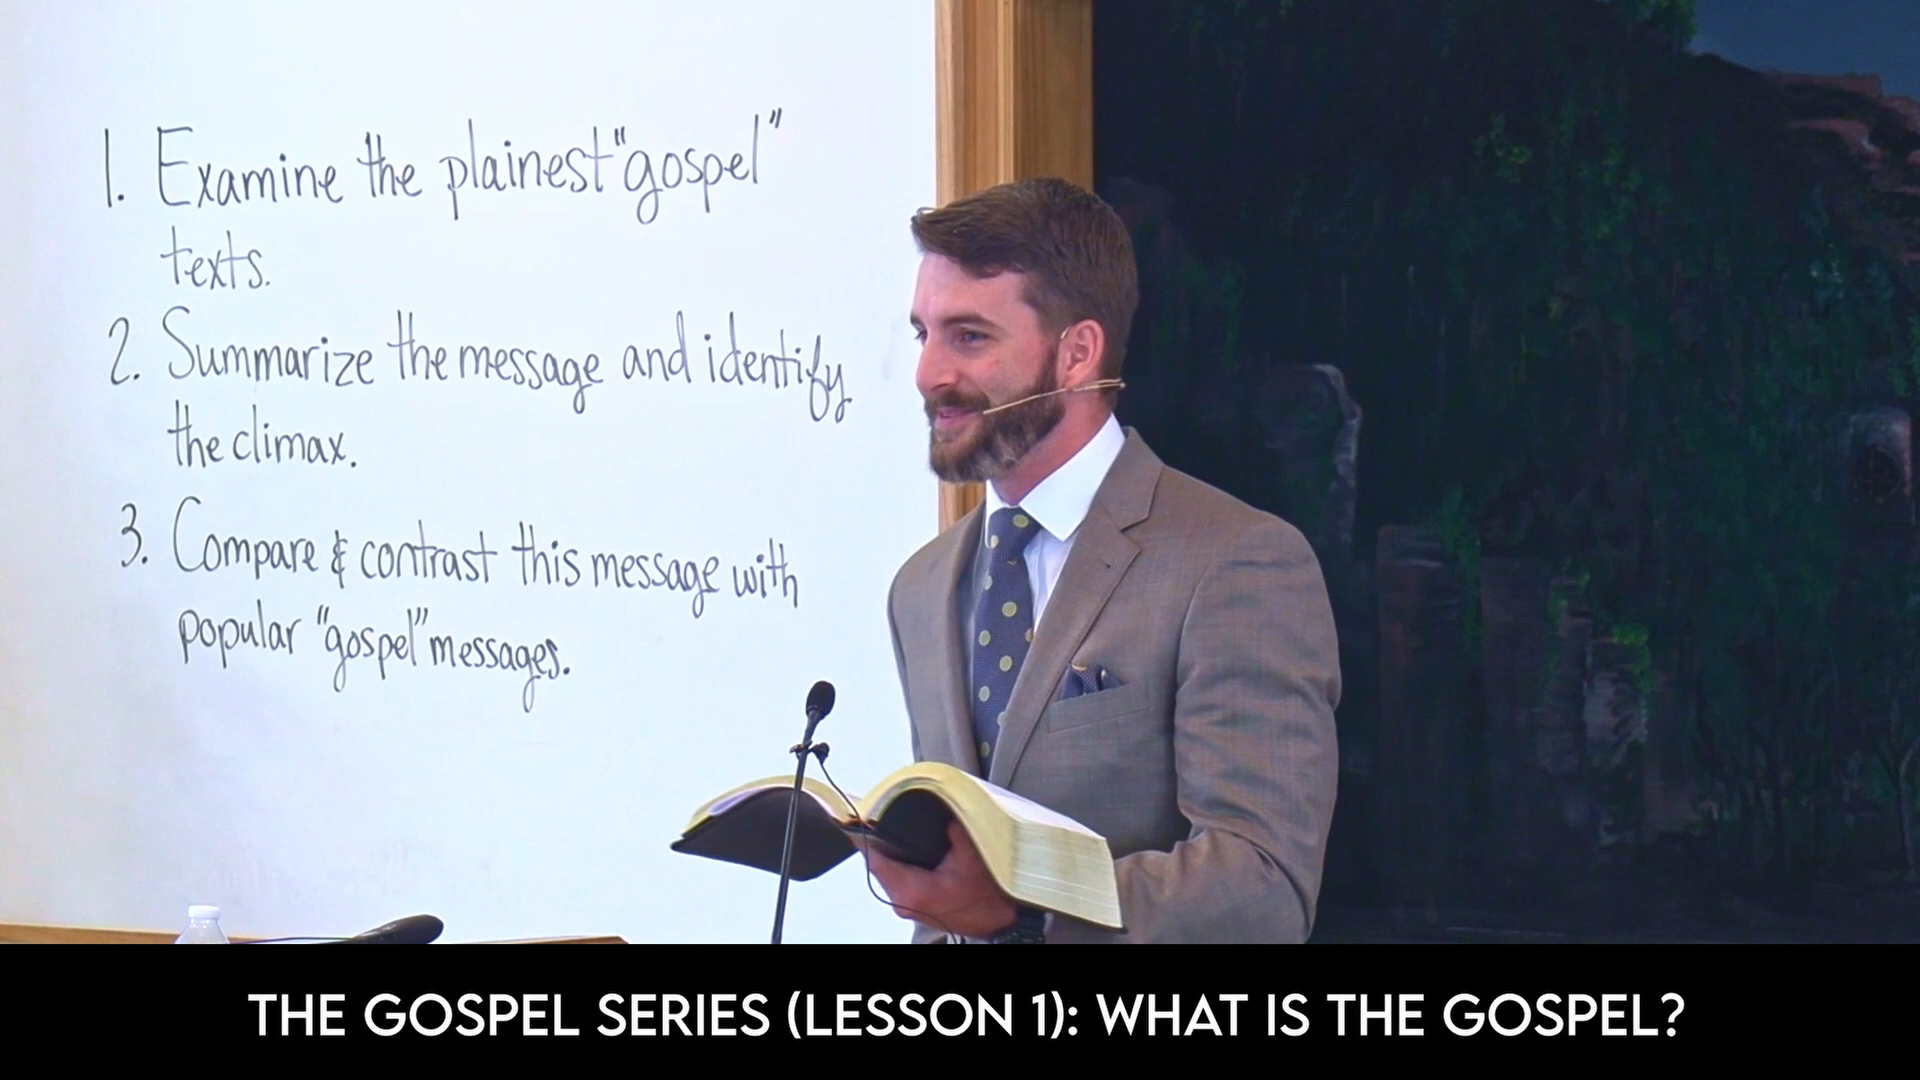 1. Examine the plainest "gospel"
texts.
2. Summarize the message and identify
the climax.
3. Compare & contrast this message with
popular "gospel" messages.
THE GOSPEL SERIES (LESSON 1): WHAT IS THE GOSPEL?